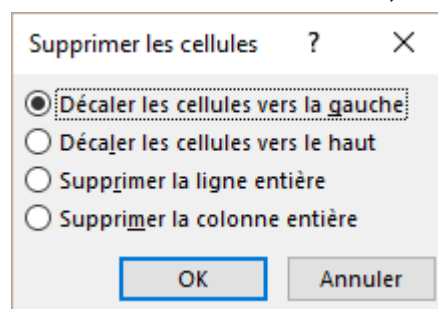 Supprimer les cellules ? ×
Décaler les cellules vers la gauche
Décaler les cellules vers le haut
Supprimer la ligne entière
Supprimer la colonne entière
OK Annuler